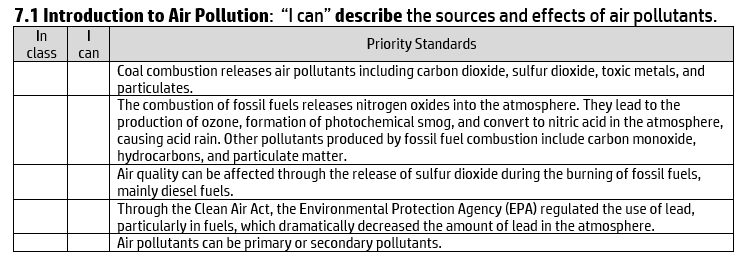 7.1 Introduction to Air Pollution: “I can” describe the sources and effects of air pollutants.
In class
I can
Priority Standards
Coal combustion releases air pollutants including carbon dioxide, sulfur dioxide, toxic metals, and
particulates.
The combustion of fossil fuels releases nitrogen oxides into the atmosphere. They lead to the
production of ozone, formation of photochemical smog, and convert to nitric acid in the atmosphere,
causing acid rain. Other pollutants produced by fossil fuel combustion include carbon monoxide,
hydrocarbons, and particulate matter.
Air quality can be affected through the release of sulfur dioxide during the burning of fossil fuels,
mainly diesel fuels.
Through the Clean Air Act, the Environmental Protection Agency (EPA) regulated the use of lead,
particularly in fuels, which dramatically decreased the amount of lead in the atmosphere.
Air pollutants can be primary or secondary pollutants.